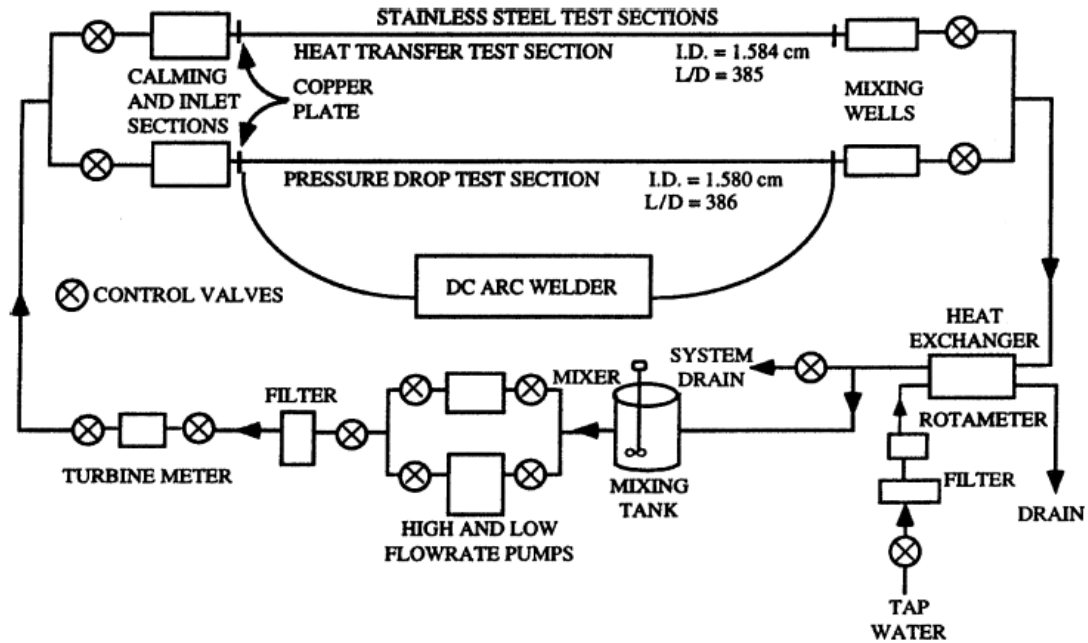 STAINLESS STEEL TEST SECTIONS
HEAT TRANSFER TEST SECTION
I.D. = 1.584 cm
L/D = 385
CALMING
AND INLET
SECTIONS
COPPER
PLATE
MIXING
WELLS
PRESSURE DROP TEST SECTION
I.D. = 1.580 cm
L/D = 386
DC ARC WELDER
CONTROL VALVES
HEAT
EXCHANGER
SYSTEM
DRAIN
MIXER
FILTER
ROTAMETER
TURBINE METER
MIXING
TANK
FILTER
DRAIN
HIGH AND LOW
FLOWRATE PUMPS
TAP
WATER